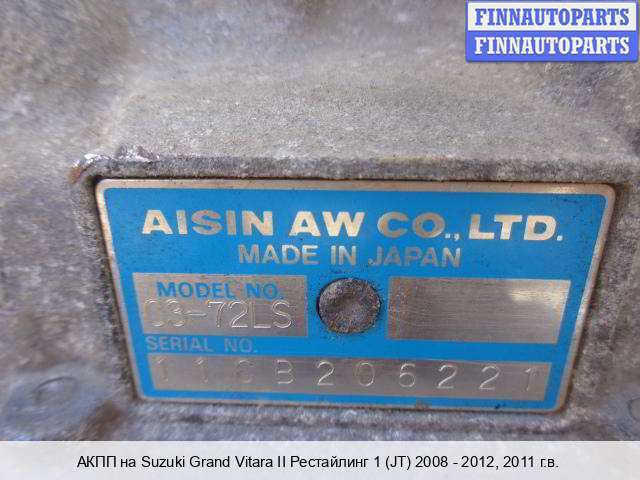 FINNAUTOPARTS
FINNAUTOPARTS
AISIN AW CO., LTD.
MADE IN JAPAN
MODEL NO.
03-72LS
SERIAL NO.
11CB206221
АКПП на Suzuki Grand Vitara II Рестайлинг 1 (JT) 2008 - 2012, 2011 г.в.